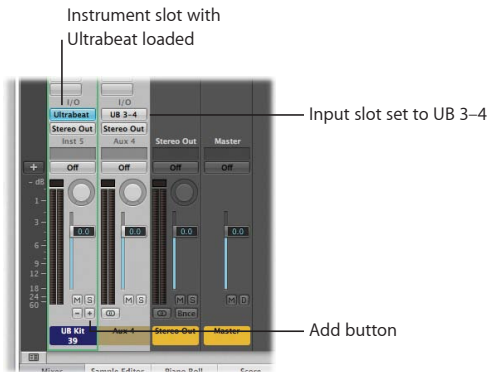 Instrument slot with
Ultrabeat loaded
I/O I/O
Ultrabeat UB 3–4
Input slot set to UB 3–4
Stereo Out Stereo Out
Inst 5 Aux 4 Stereo Out Master
+ Off Off Off Off
- dB
1
3 0.0 0.0 0.0 0.0
6
9
12
18
24
60
M S M S M S M D
- + Bnce
Add button
UB Kit Aux 4 Stereo Out Master
39
Mixer Sample Editor Piano Roll Score